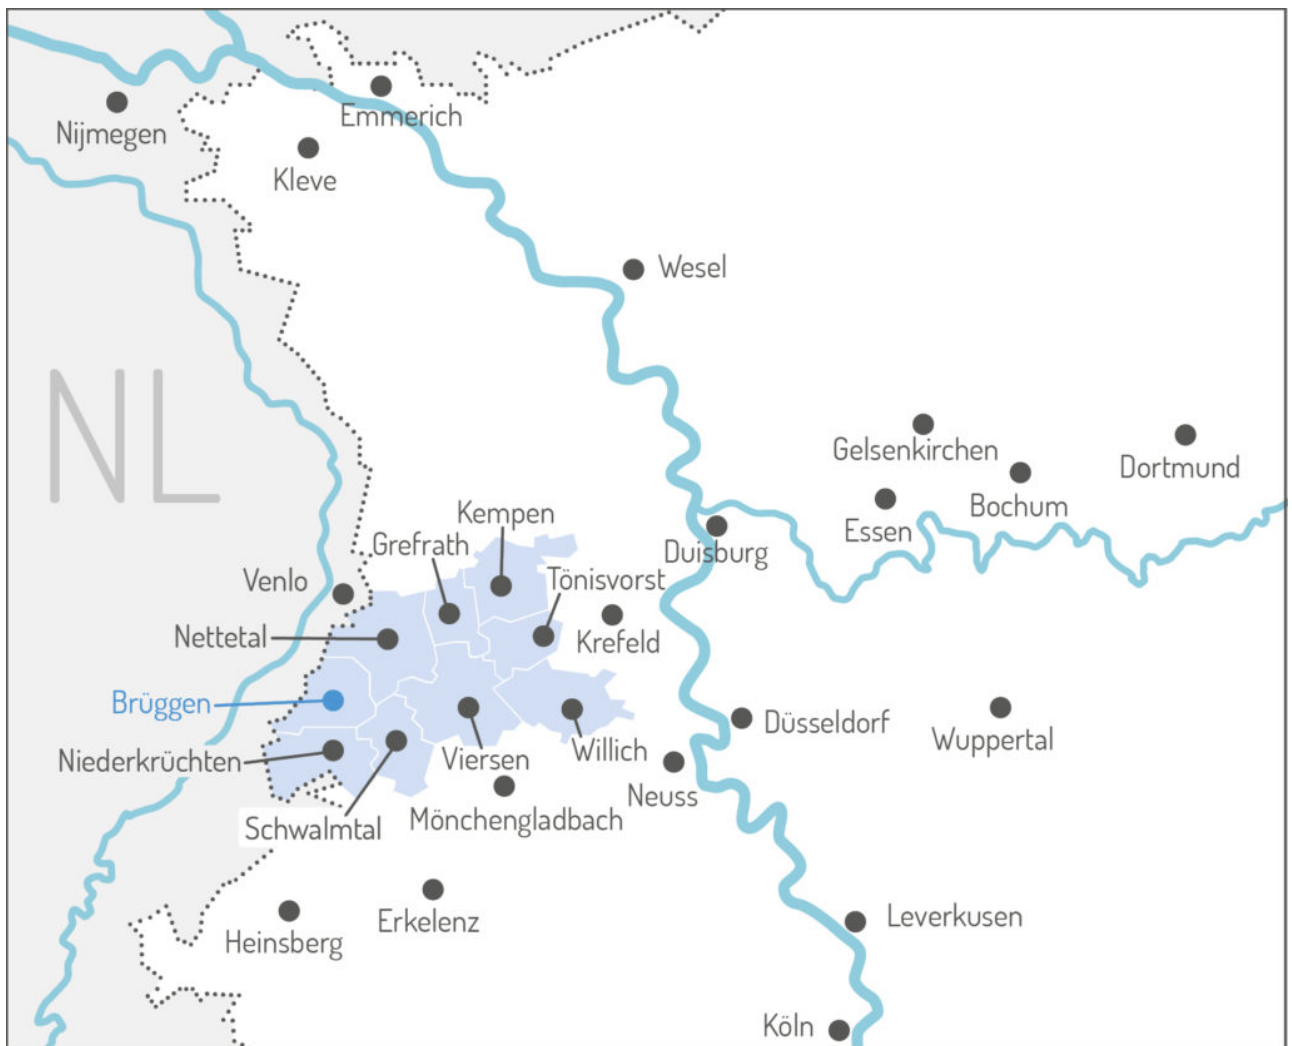 Emmerich
Nijmegen
Kleve
Wesel
NL
Gelsenkirchen
Dortmund
Bochum
Kempen
Essen
Grefrath
Duisburg
Venlo
Tönisvorst
Nettetal
Krefeld
Brüggen
Düsseldorf
Wuppertal
Niederkrüchten
Viersen
Willich
Neuss
Schwalmtal
Mönchengladbach
Erkelenz
Leverkusen
Heinsberg
Köln